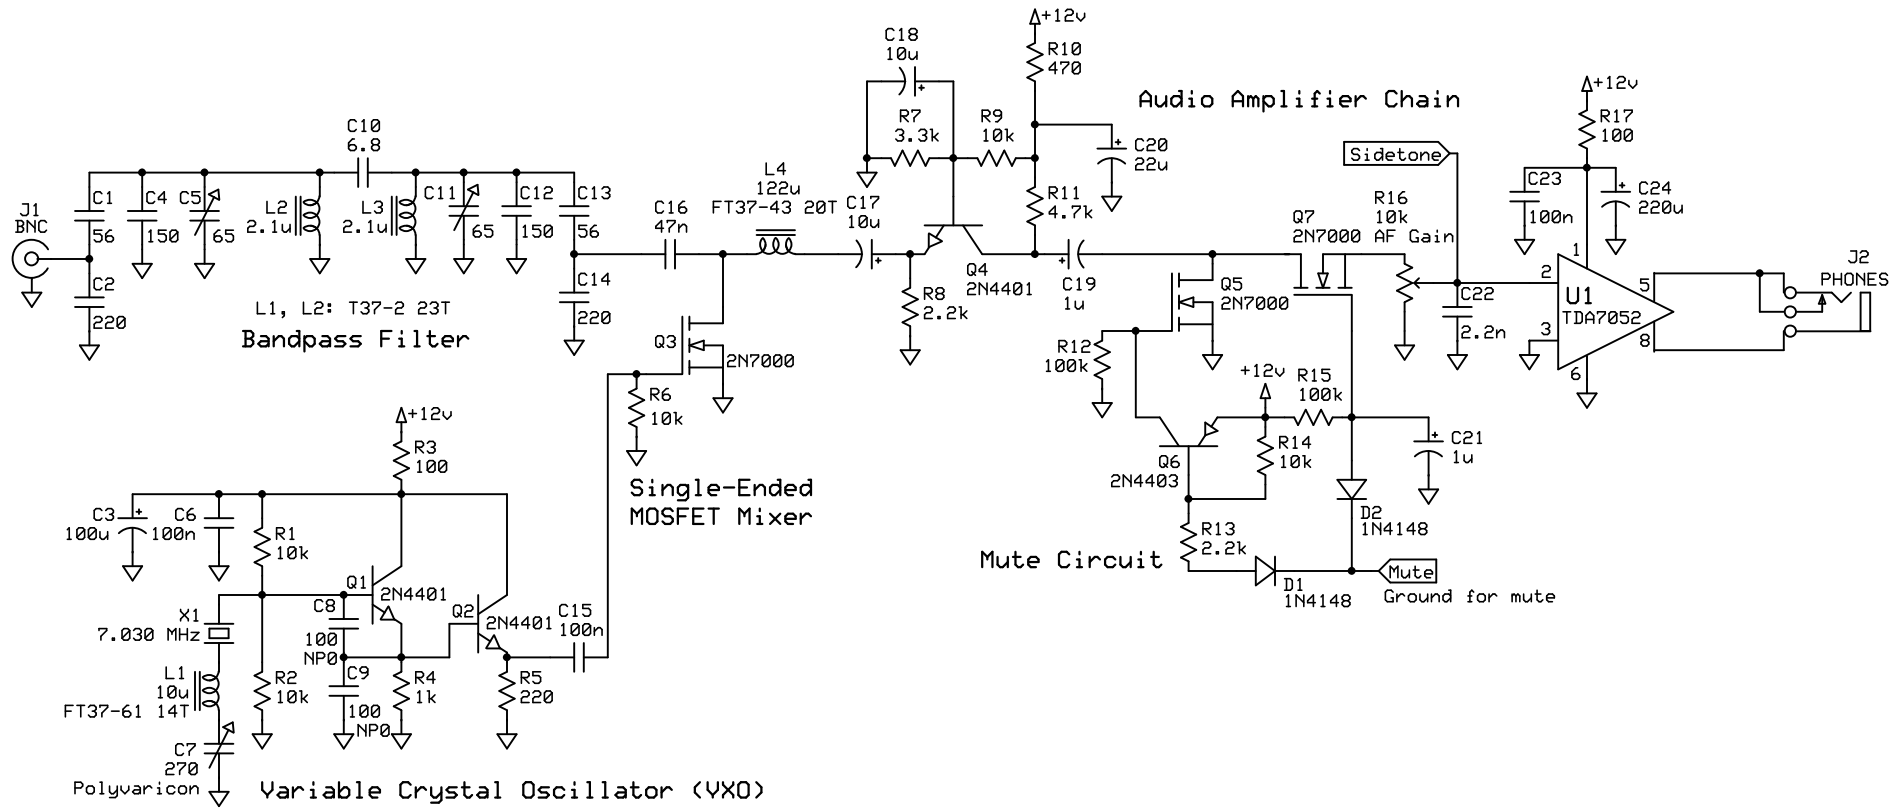 J1
BNC
C1
56
C2
220
C4
150
C5
65
L2
2.1u
C10
6.8
L3
2.1u
C11
65
C12
150
C13
56
C14
220
L1, L2: T37-2 23T
Bandpass Filter
C16
47n
L4
122u
FT37-43 20T
C17
10u
Q3
2N7000
R6
10k
Single-Ended
MOSFET Mixer
C18
10u
R7
3.3k
R9
10k
+12v
R10
470
C20
22u
R11
4.7k
Q4
2N4401
R8
2.2k
C19
1u
Audio Amplifier Chain
Q5
2N7000
Q7
2N7000
R16
10k
AF Gain
Sidetone
C22
2.2n
+12v
R17
100
C23
100n
C24
220u
1
2
3
5
8
6
U1
TDA7052
J2
PHONES
R12
100k
Q6
2N4403
+12v
R15
100k
R14
10k
C21
1u
R13
2.2k
D2
1N4148
D1
1N4148
Mute
Ground for mute
Mute Circuit
+12v
R3
100
C3
100u
C6
100n
R1
10k
Q1
2N4401
Q2
2N4401
C15
100n
X1
7.030 MHz
C8
100
NP0
C9
100
NP0
R4
1k
R5
220
L1
10u
FT37-61 14T
R2
10k
C7
270
Polyvaricon
Variable Crystal Oscillator (VXO)